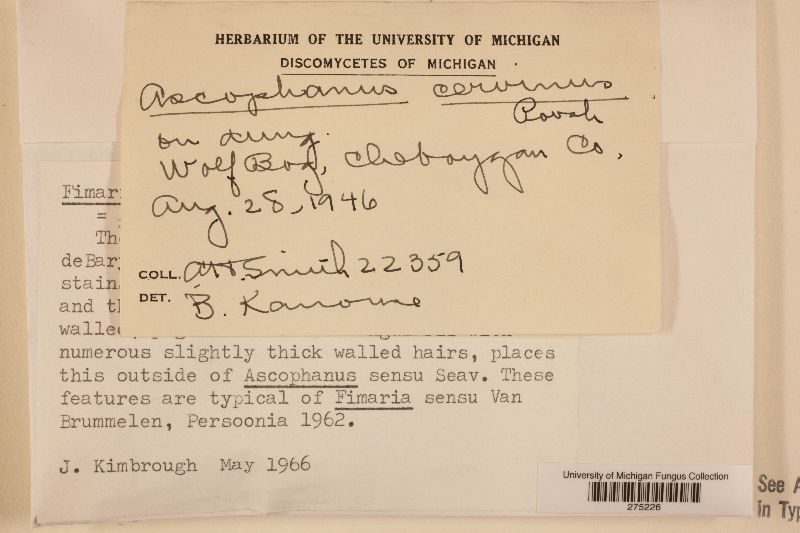 HERBARIUM OF THE UNIVERSITY OF MICHIGAN
DISCOMYCETES OF MICHIGAN
Ascophanus cervinus
on dung.
Wolf Bog, Cheboygan Co,
Aug. 28, 1946
COLL. AH Smith 22359
DET. B. Kanouse
Fimar
=
Th
deBar
stain
and t
walle
numerous slightly thick walled hairs, places
this outside of Ascophanus sensu Seav. These
features are typical of Fimaria sensu Van
Brummelen, Persoonia 1962.
J. Kimbrough May 1966
University of Michigan Fungus Collection
275226
See A
in Typ